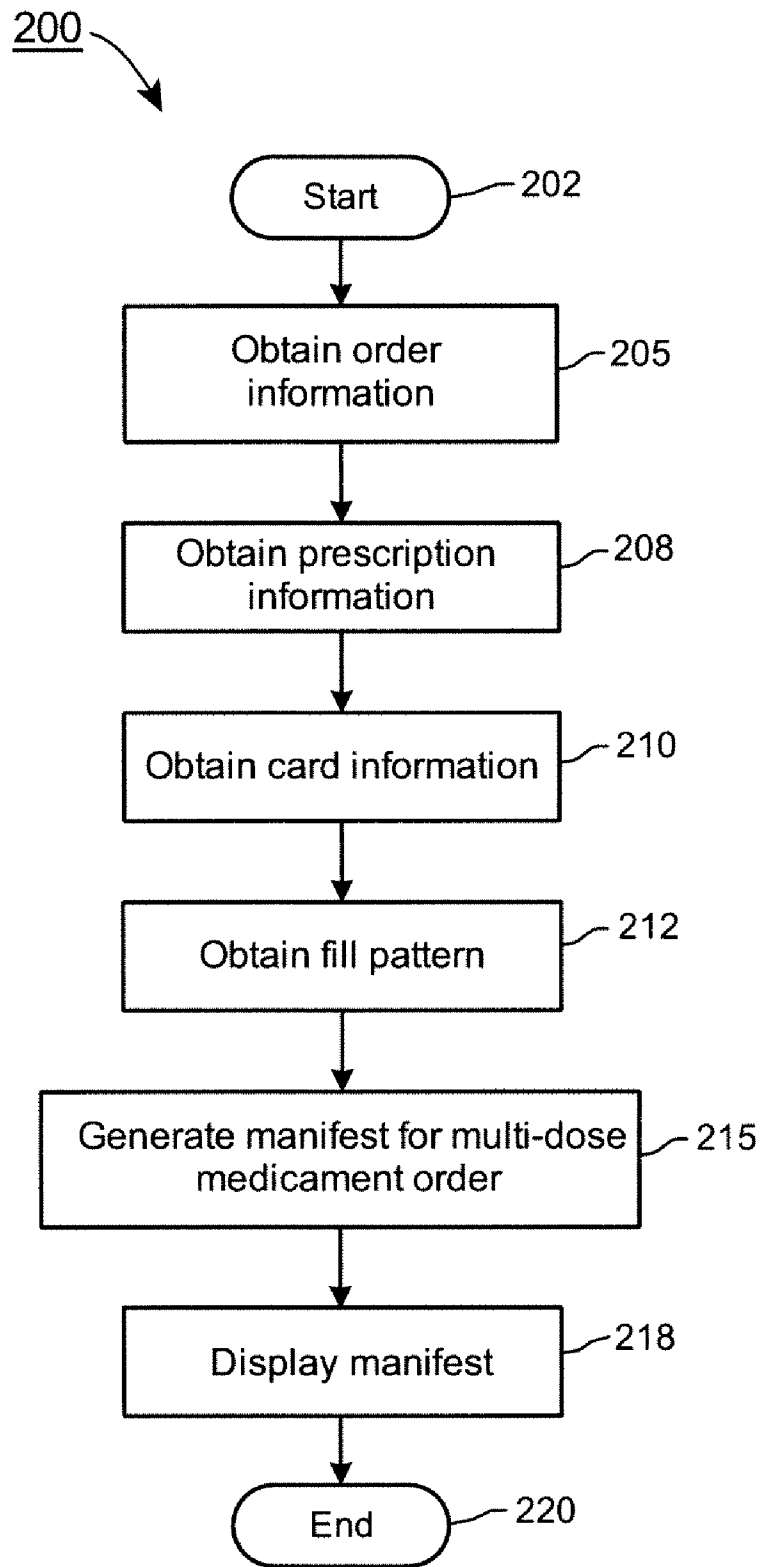 200
Start
202
Obtain order
information
205
Obtain prescription
information
208
Obtain card information
210
Obtain fill pattern
212
Generate manifest for multi-dose
medicament order
215
Display manifest
218
End
220